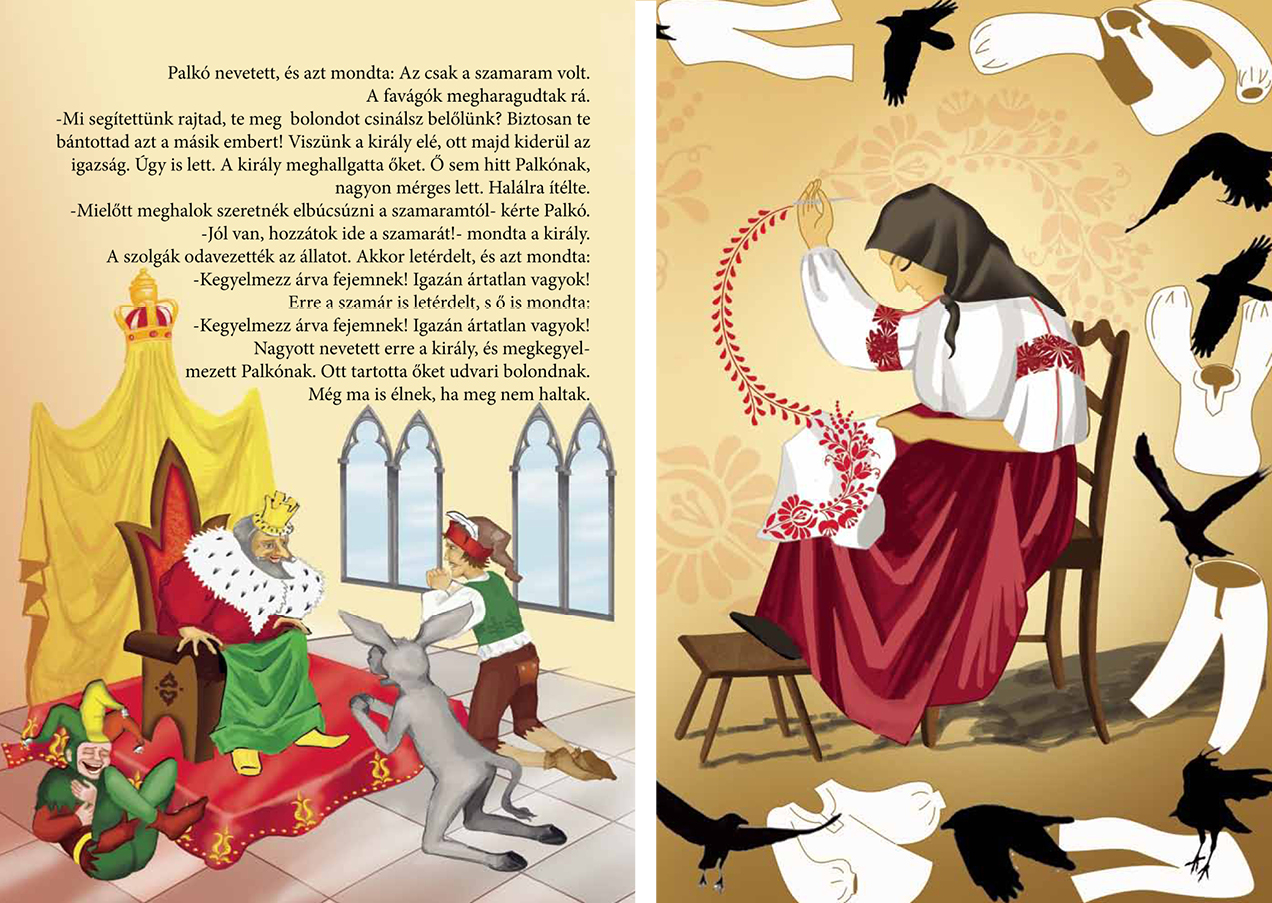 Palkó nevetett, és azt mondta: Az csak a szamaram volt.
A favágók megharagudtak rá.
-Mi segítettünk rajtad, te meg bolondot csinálsz belőlünk? Biztosan te
bántottad azt a másik embert! Viszünk a király elé, ott majd kiderül az
igazság. Úgy is lett. A király meghallgatta őket. Ő sem hitt Palkónak,
nagyon mérges lett. Halálra ítélte.
-Mielőtt meghalok szeretnék elbúcsúzni a szamaramtól- kérte Palkó.
-Jól van, hozzátok ide a szamarát!- mondta a király.
A szolgák odavezették az állatot. Akkor letérdelt, és azt mondta:
-Kegyelmezz árva fejemnek! Igazán ártatlan vagyok!
Erre a szamár is letérdelt, s ő is mondta:
-Kegyelmezz árva fejemnek! Igazán ártatlan vagyok!
Nagyott nevetett erre a király, és megkegyel-
mezett Palkónak. Ott tartotta őket udvari bolondnak.
Még ma is élnek, ha meg nem haltak.